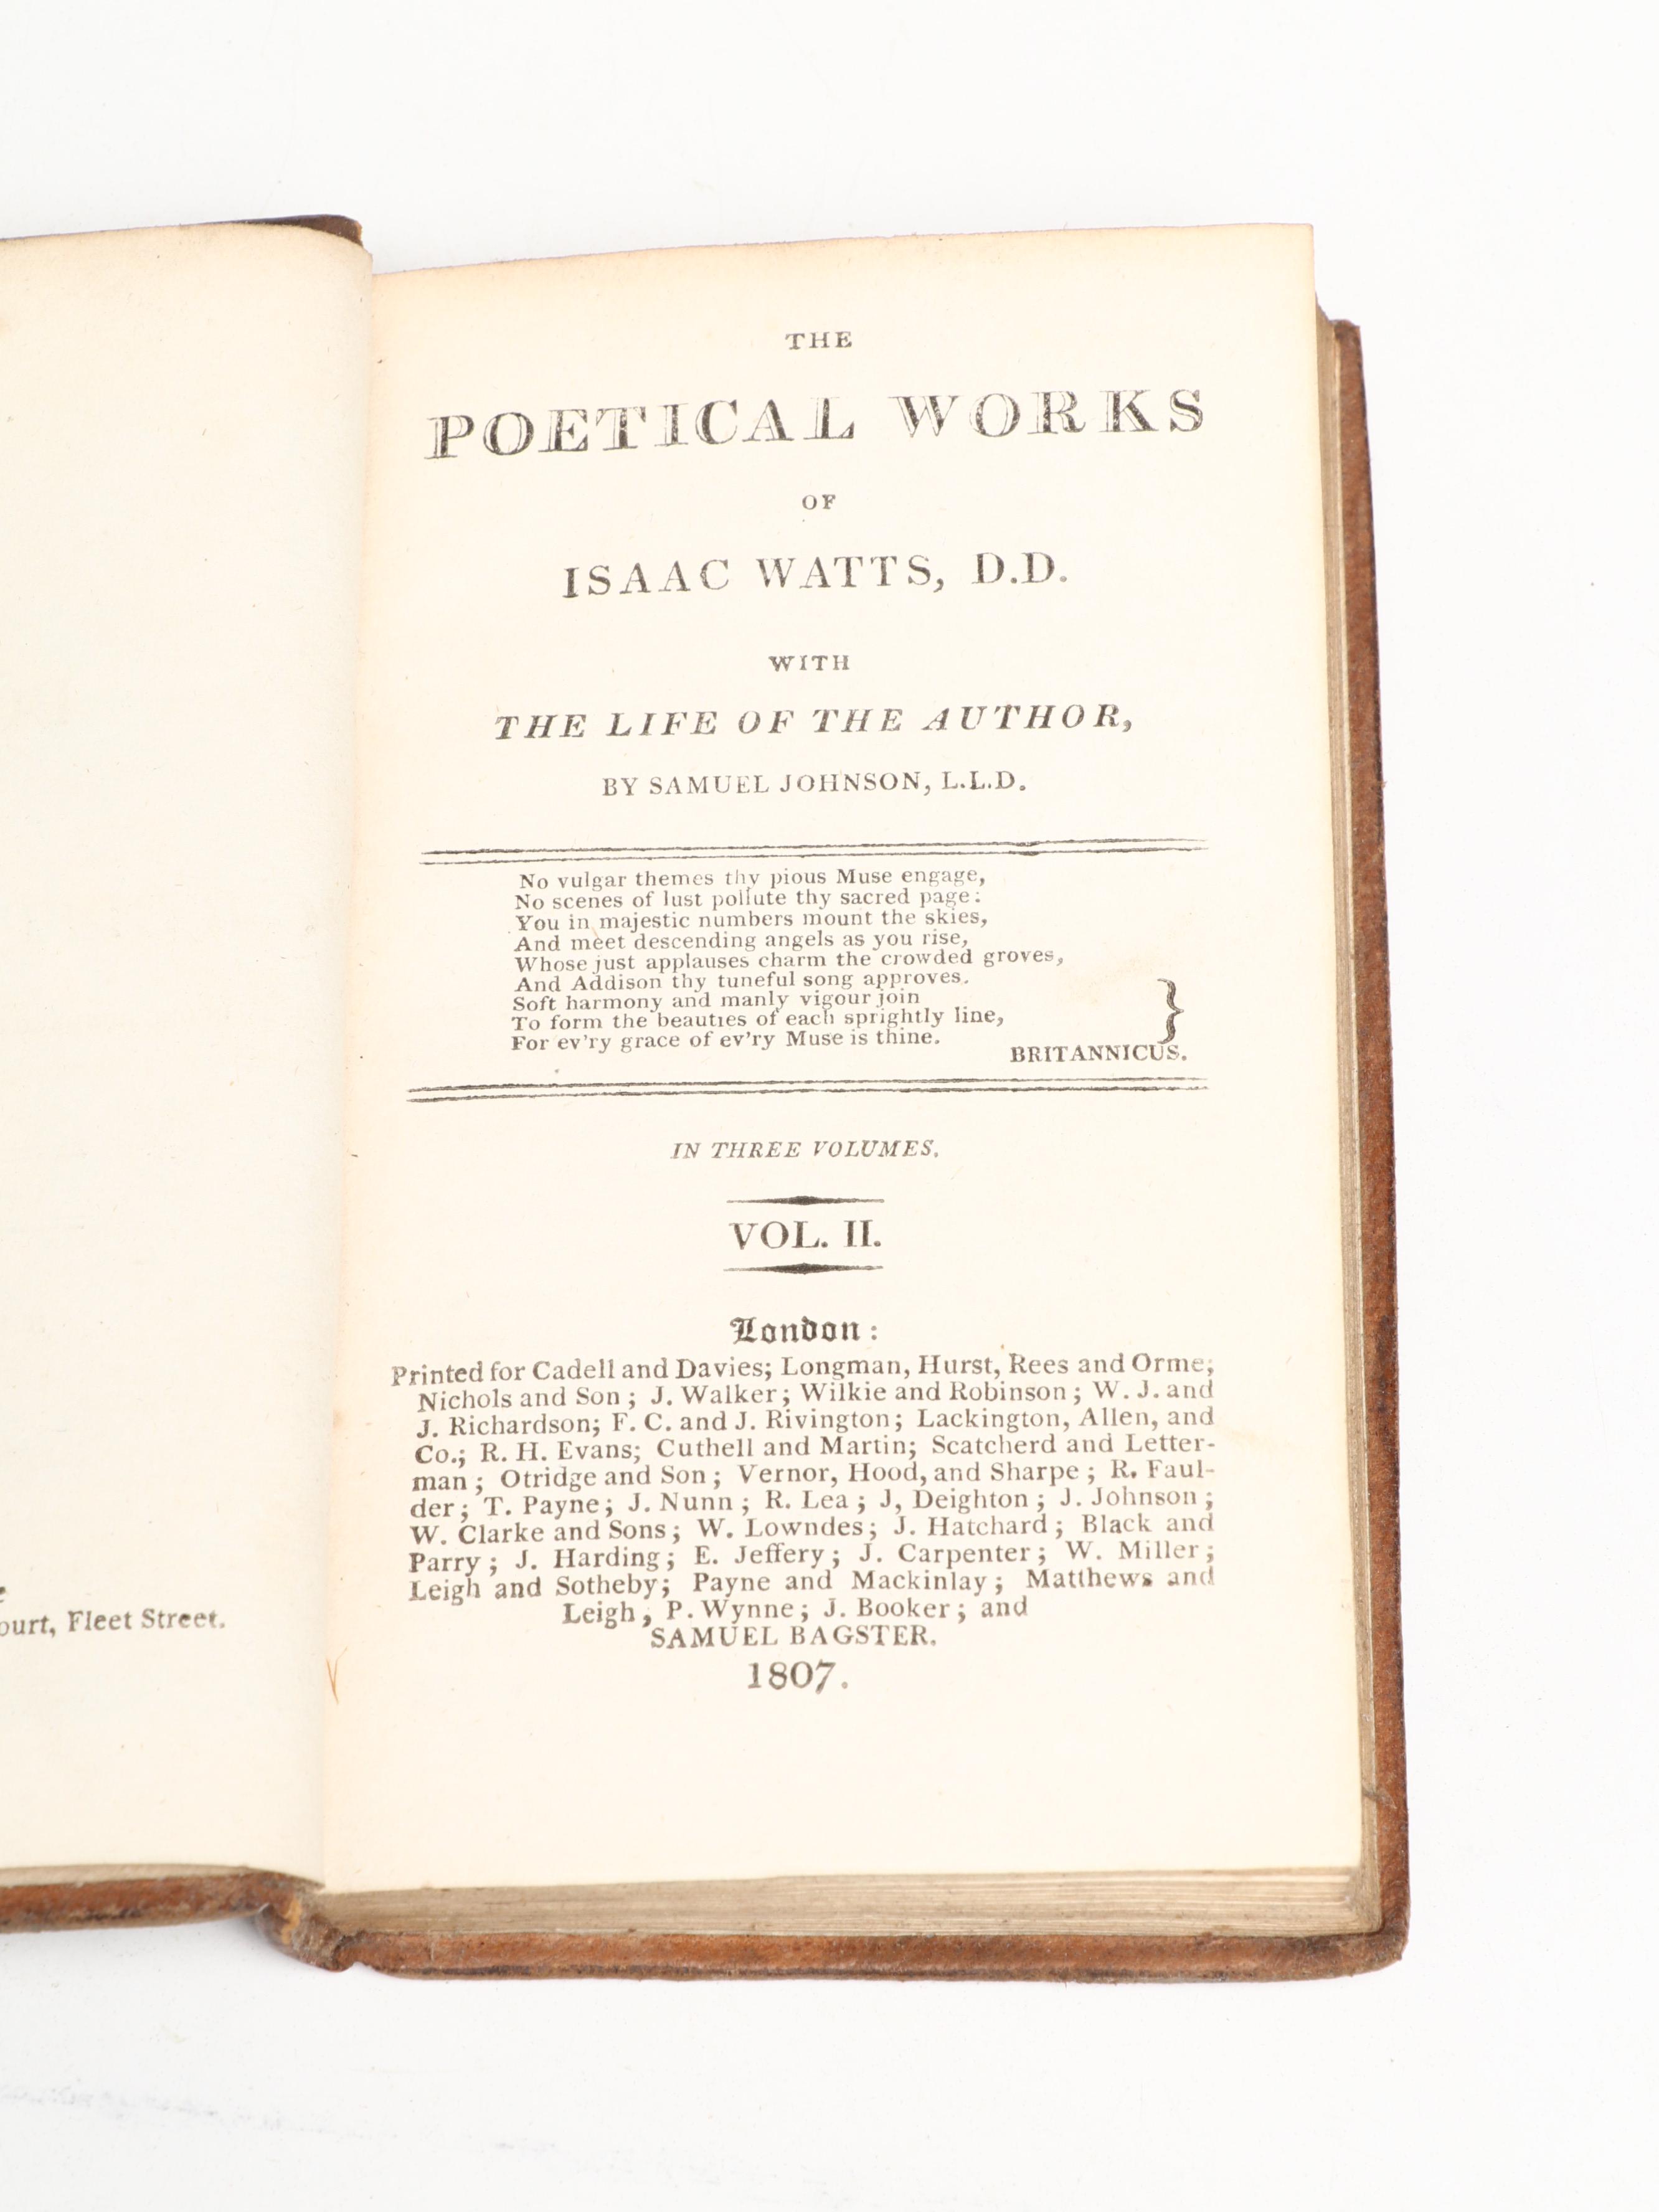 ourt, Fleet Street.
THE
POETICAL WORKS
OF
ISAAC WATTS, D.D.
WITH
THE LIFE OF THE AUTHOR,
BY SAMUEL JOHNSON, L.L.D.
No vulgar themes thy pious Muse engage,
No scenes of lust pollute thy sacred page:
You in majestic numbers mount the skies,
And meet descending angels as you rise,
Whose just applauses charm the crowded groves,
And Addison thy tuneful song approves.
Soft harmony and manly vigour join
To form the beauties of each sprightly line,
For ev'ry grace of ev'ry Muse is thine.
BRITANNICUS.
IN THREE VOLUMES.
VOL. II.
London:
Printed for Cadell and Davies; Longman, Hurst, Rees and Orme;
Nichols and Son; J. Walker; Wilkie and Robinson; W. J. and
J. Richardson; F. C. and J. Rivington; Lackington, Allen, and
Co.; R. H. Evans; Cuthell and Martin; Scatcherd and Letter-
man; Otridge and Son; Vernor, Hood, and Sharpe; R. Faul-
der; T. Payne; J. Nunn; R. Lea; J, Deighton; J. Johnson;
W. Clarke and Sons; W. Lowndes; J. Hatchard; Black and
Parry; J. Harding; E. Jeffery; J. Carpenter; W. Miller;
Leigh and Sotheby; Payne and Mackinlay; Matthews and
Leigh, P. Wynne; J. Booker; and
SAMUEL BAGSTER.
1807.